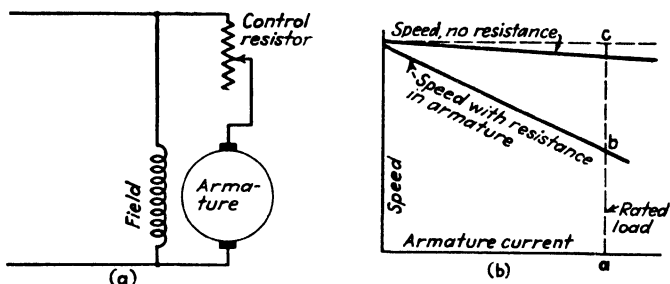 Control
resistor
Field
Arma-
ture
(a)
Speed, no resistance
c
Speed with resistance
in armature
b
Speed
Rated
load
Armature current
a
(b)